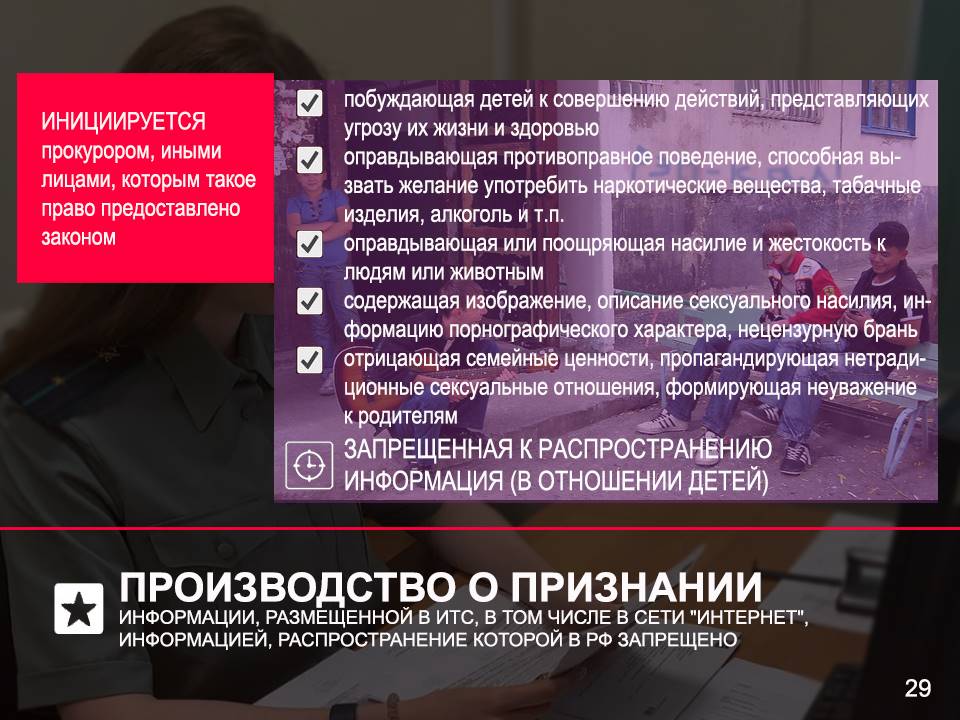 ИНИЦИИРУЕТСЯ
прокурором, иными
лицами, которым такое
право предоставлено
законом
побуждающая детей к совершению действий, представляющих
угрозу их жизни и здоровью
оправдывающая противоправное поведение, способная вы-
звать желание употребить наркотические вещества, табачные
изделия, алкоголь и т.п.
оправдывающая или поощряющая насилие и жестокость к
людям или животным
содержащая изображение, описание сексуального насилия, ин-
формацию порнографического характера, нецензурную брань
отрицающая семейные ценности, пропагандирующая нетради-
ционные сексуальные отношения, формирующая неуважение
к родителям
ЗАПРЕЩЕННАЯ К РАСПРОСТРАНЕНИЮ
ИНФОРМАЦИЯ (В ОТНОШЕНИИ ДЕТЕЙ)
ПРОИЗВОДСТВО О ПРИЗНАНИИ
ИНФОРМАЦИИ, РАЗМЕЩЕННОЙ В ИТС, В ТОМ ЧИСЛЕ В СЕТИ "ИНТЕРНЕТ",
ИНФОРМАЦИЕЙ, РАСПРОСТРАНЕНИЕ КОТОРОЙ В РФ ЗАПРЕЩЕНО
29